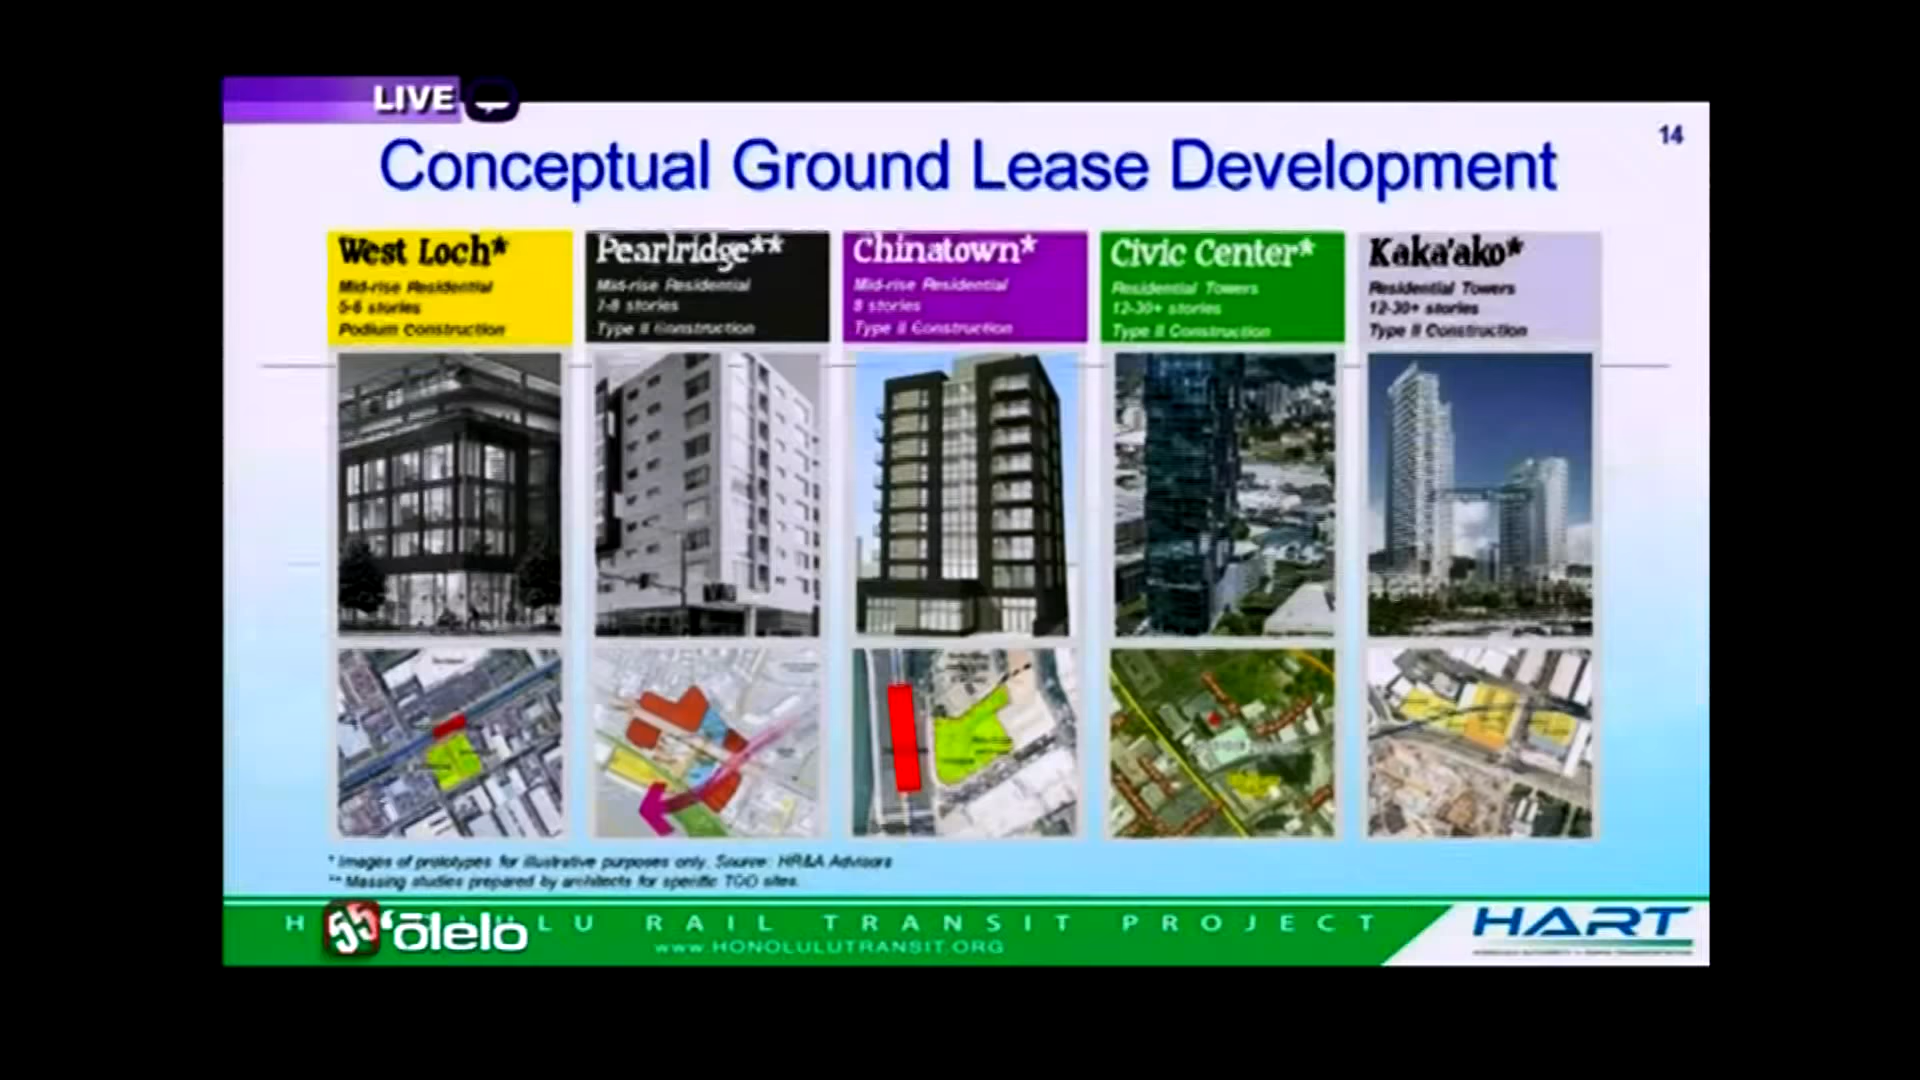 LIVE
14
Conceptual Ground Lease Development
West Loch*
Mid-rise Residential
5-6 stories
Podium Construction
Pearlridge**
Mid-rise Residential
7-8 stories
Type II Construction
Chinatown*
Mid-rise Residential
8 stories
Type II Construction
Civic Center*
Residential Towers
12-30+ stories
Type II Construction
Kaka'ako*
Residential Towers
12-30+ stories
Type II Construction
* Images of prototypes for illustrative purposes only. Source: HR&A Advisors
** Massing studies prepared by architects for specific TOD sites.
H LULU RAIL TRANSIT PROJECT
55 'ōlelo
www.HONOLULUTRANSIT.ORG
HART